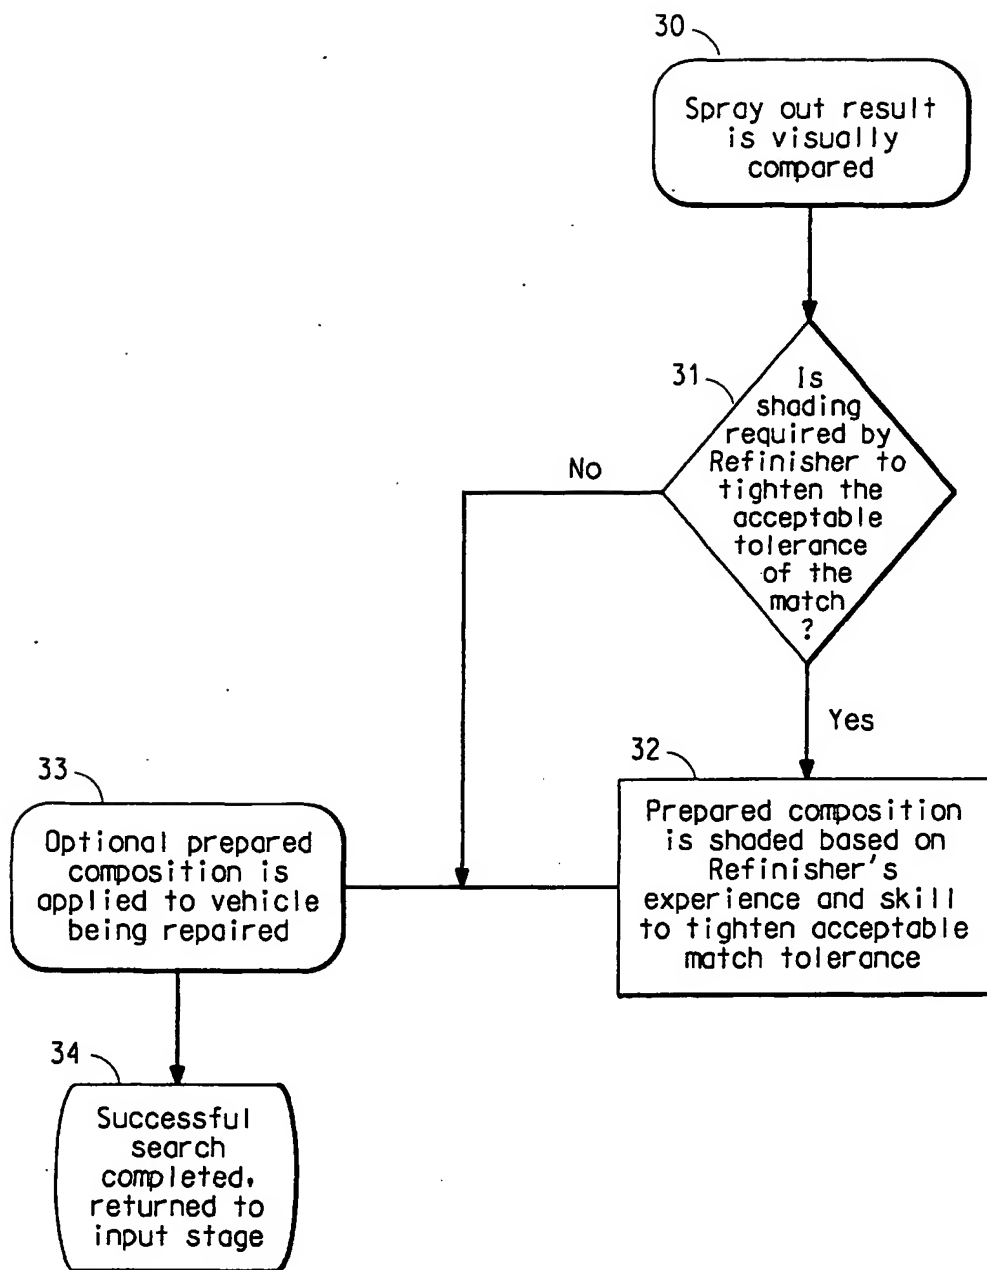 30
Spray out result
is visually
compared
31
Is
shading
required by
Refinisher to
tighten the
acceptable
tolerance
of the
match
?
No
Yes
32
Prepared composition
is shaded based on
Refinisher's
experience and skill
to tighten acceptable
match tolerance
33
Optional prepared
composition is
applied to vehicle
being repaired
34
Successful
search
completed,
returned to
input stage